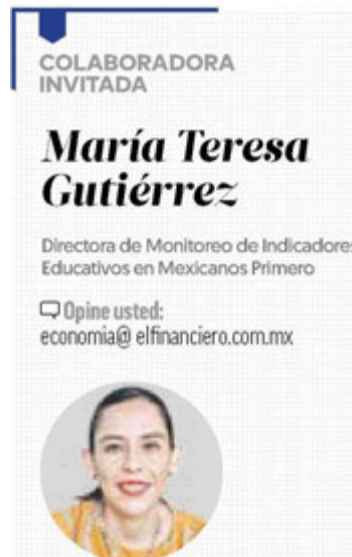 COLABORADORA
INVITADA
María Teresa
Gutiérrez
Directora de Monitoreo de Indicadores
Educativos en Mexicanos Primero
Opine usted:
economia@ elfinanciero.com.mx